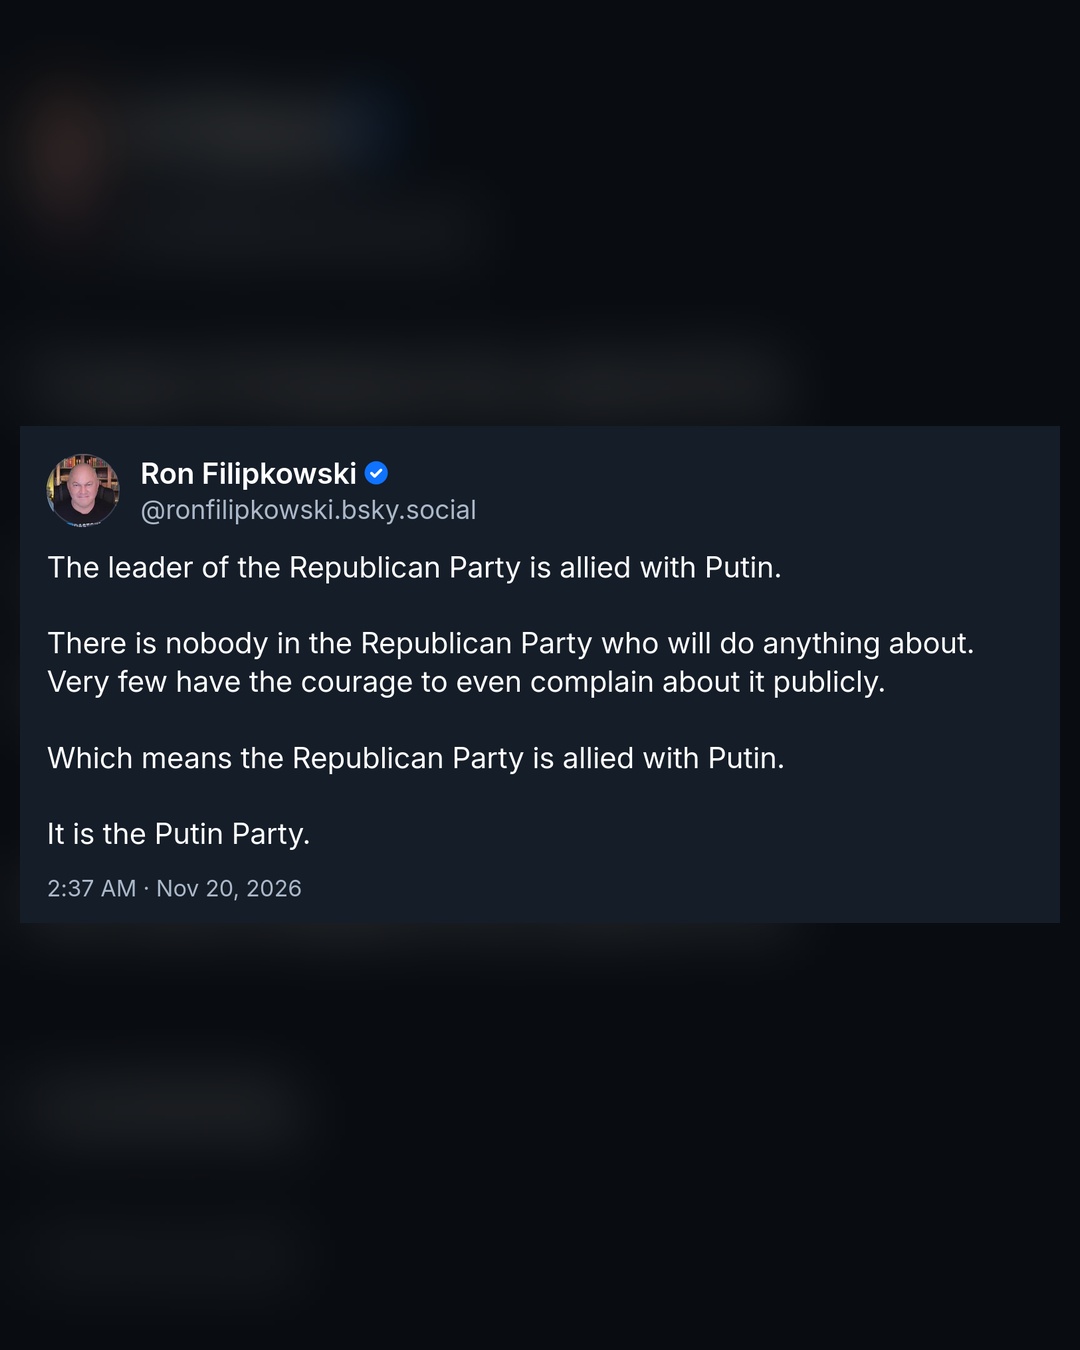 Ron Filipkowski
@ronfilipkowski.bsky.social
The leader of the Republican Party is allied with Putin.
There is nobody in the Republican Party who will do anything about.
Very few have the courage to even complain about it publicly.
Which means the Republican Party is allied with Putin.
It is the Putin Party.
2:37 AM · Nov 20, 2026